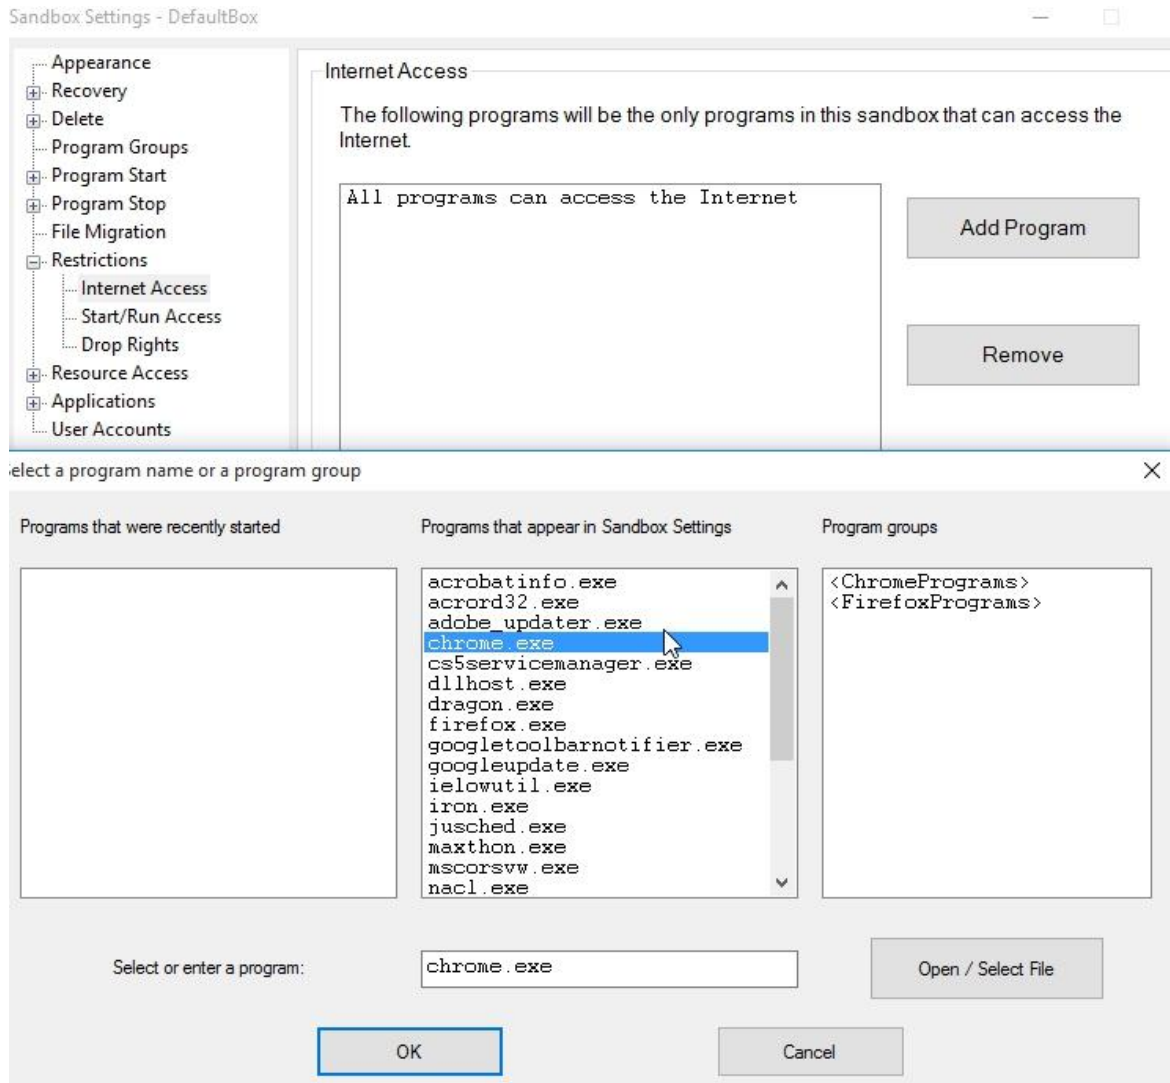 Sandbox Settings - DefaultBox
Appearance
Recovery
Delete
Program Groups
Program Start
Program Stop
File Migration
Restrictions
Internet Access
Start/Run Access
Drop Rights
Resource Access
Applications
User Accounts
Internet Access
The following programs will be the only programs in this sandbox that can access the
Internet.
All programs can access the Internet
Add Program
Remove
elect a program name or a program group
Programs that were recently started
Programs that appear in Sandbox Settings
acrobatinfo.exe
acrord32.exe
adobe_updater.exe
chrome.exe
cs5servicemanager.exe
dllhost.exe
dragon.exe
firefox.exe
googletoolbarnotifier.exe
googleupdate.exe
ielowutil.exe
iron.exe
jusched.exe
maxthon.exe
mscorsvw.exe
nacl.exe
Program groups
<ChromePrograms>
<FirefoxPrograms>
Select or enter a program:
chrome.exe
Open / Select File
OK
Cancel